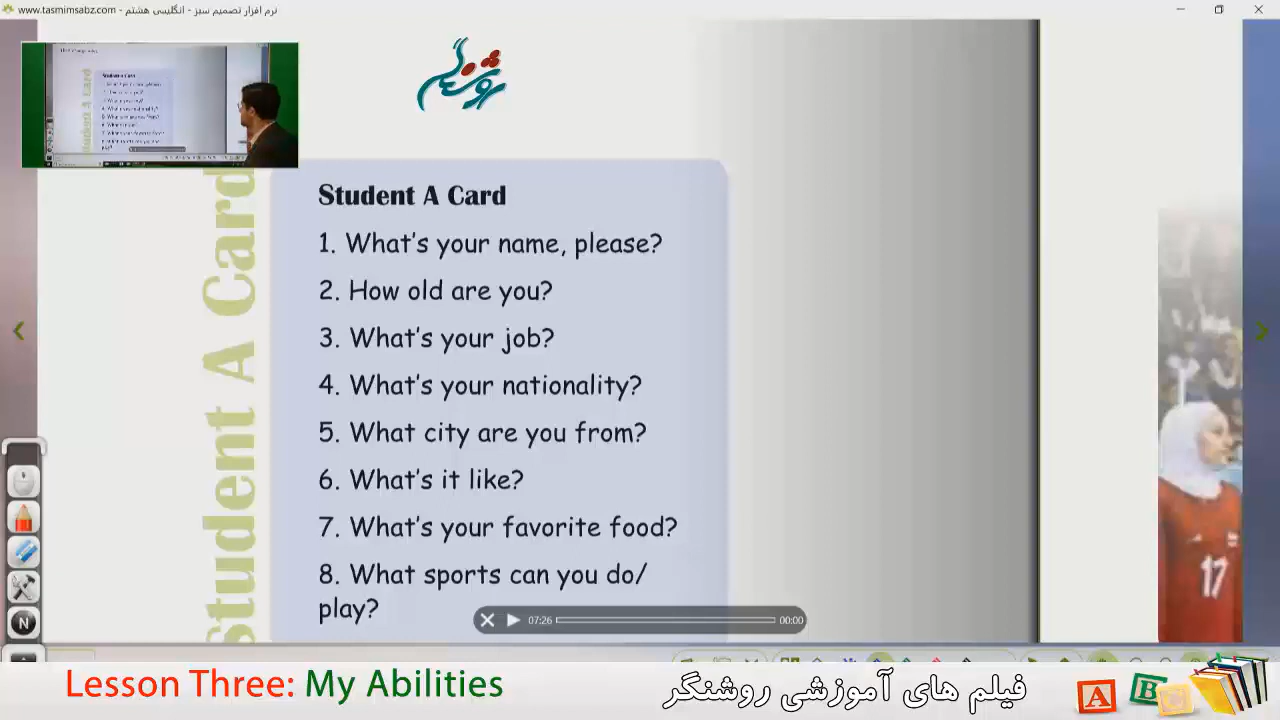 نرم افزار تصمیم سبز - انگلیسی هشتم - www.tasmimsabz.com
روشنگر
Student A Card
Student A Card
1. What's your name, please?
2. How old are you?
3. What's your job?
4. What's your nationality?
5. What city are you from?
6. What's it like?
7. What's your favorite food?
8. What sports can you do/
play?
07:26
00:00
17
N
Lesson Three: My Abilities
فیلم های آموزشی روشنگر
A
B